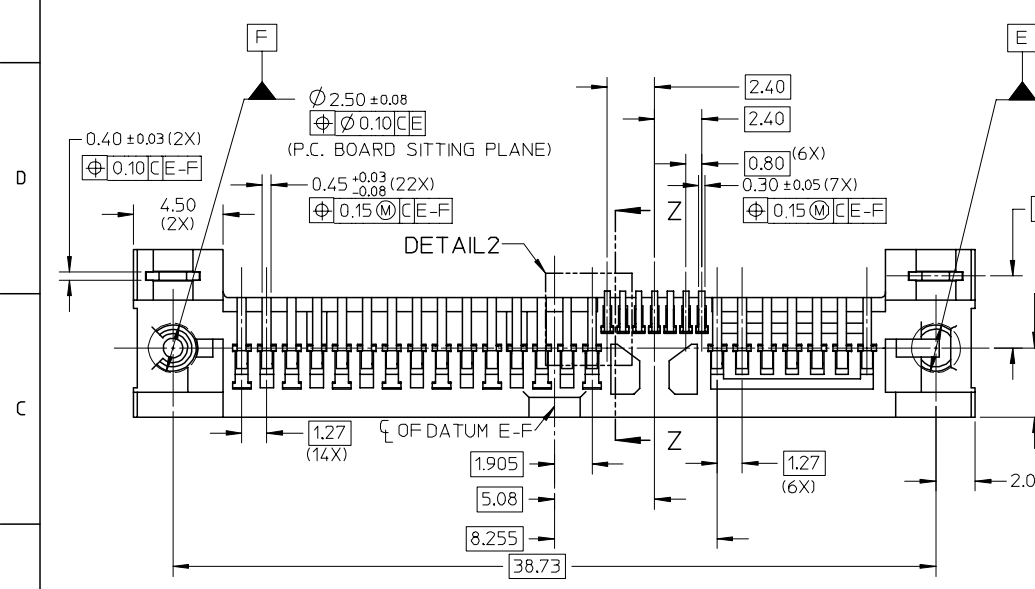 F
E
2.40
Ø 2.50 ±0.08
⌖ Ø 0.10 C E
2.40
(P.C. BOARD SITTING PLANE)
0.40 ±0.03 (2X)
⌖ 0.10 C E-F
0.80 (6X)
D
0.45 +0.03 -0.08 (22X)
0.30 ±0.05 (7X)
4.50
(2X)
⌖ 0.15 Ⓜ C E-F
Z
⌖ 0.15 Ⓜ C E-F
DETAIL2
C
1.27
(14X)
℄ OF DATUM E-F
Z
1.905
1.27
(6X)
2.0
5.08
8.255
38.73